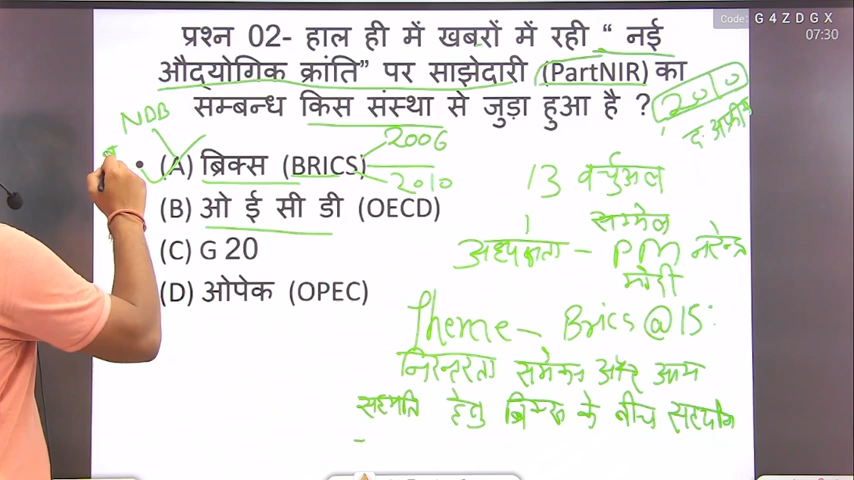 Code: G 4 Z D G X
07:30
प्रश्न 02- हाल ही में खबरों में रही “ नई
औद्योगिक क्रांति” पर साझेदारी (PartNIR) का
सम्बन्ध किस संस्था से जुड़ा हुआ है ?
2010
द. अफ्रीका
NDB
• (A) ब्रिक्स (BRICS)
2006
2010
(B) ओ ई सी डी (OECD)
(C) G 20
(D) ओपेक (OPEC)
13 वर्चुअल
सम्मेल
अध्यक्षता – PM नरेन्द्र
मोदी
Theme – Brics @ 15:
निरन्तरता समेकन और आम
सहमति हेतु ब्रिक्स के बीच सहयोग